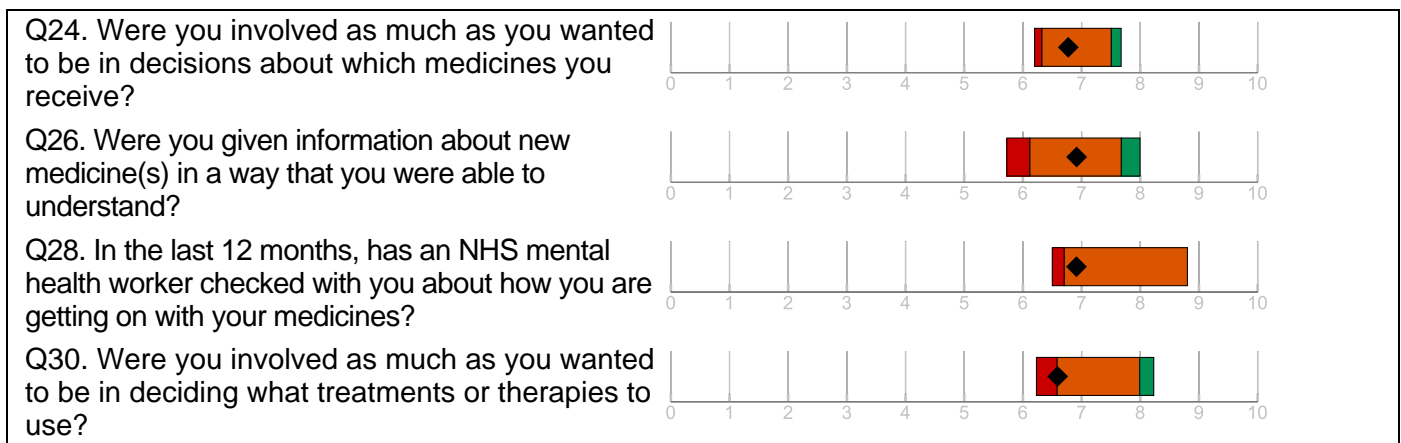 Q24. Were you involved as much as you wanted
to be in decisions about which medicines you
receive?
0 1 2 3 4 5 6 7 8 9 10
Q26. Were you given information about new
medicine(s) in a way that you were able to
understand?
0 1 2 3 4 5 6 7 8 9 10
Q28. In the last 12 months, has an NHS mental
health worker checked with you about how you are
getting on with your medicines?
0 1 2 3 4 5 6 7 8 9 10
Q30. Were you involved as much as you wanted
to be in deciding what treatments or therapies to
use?
0 1 2 3 4 5 6 7 8 9 10